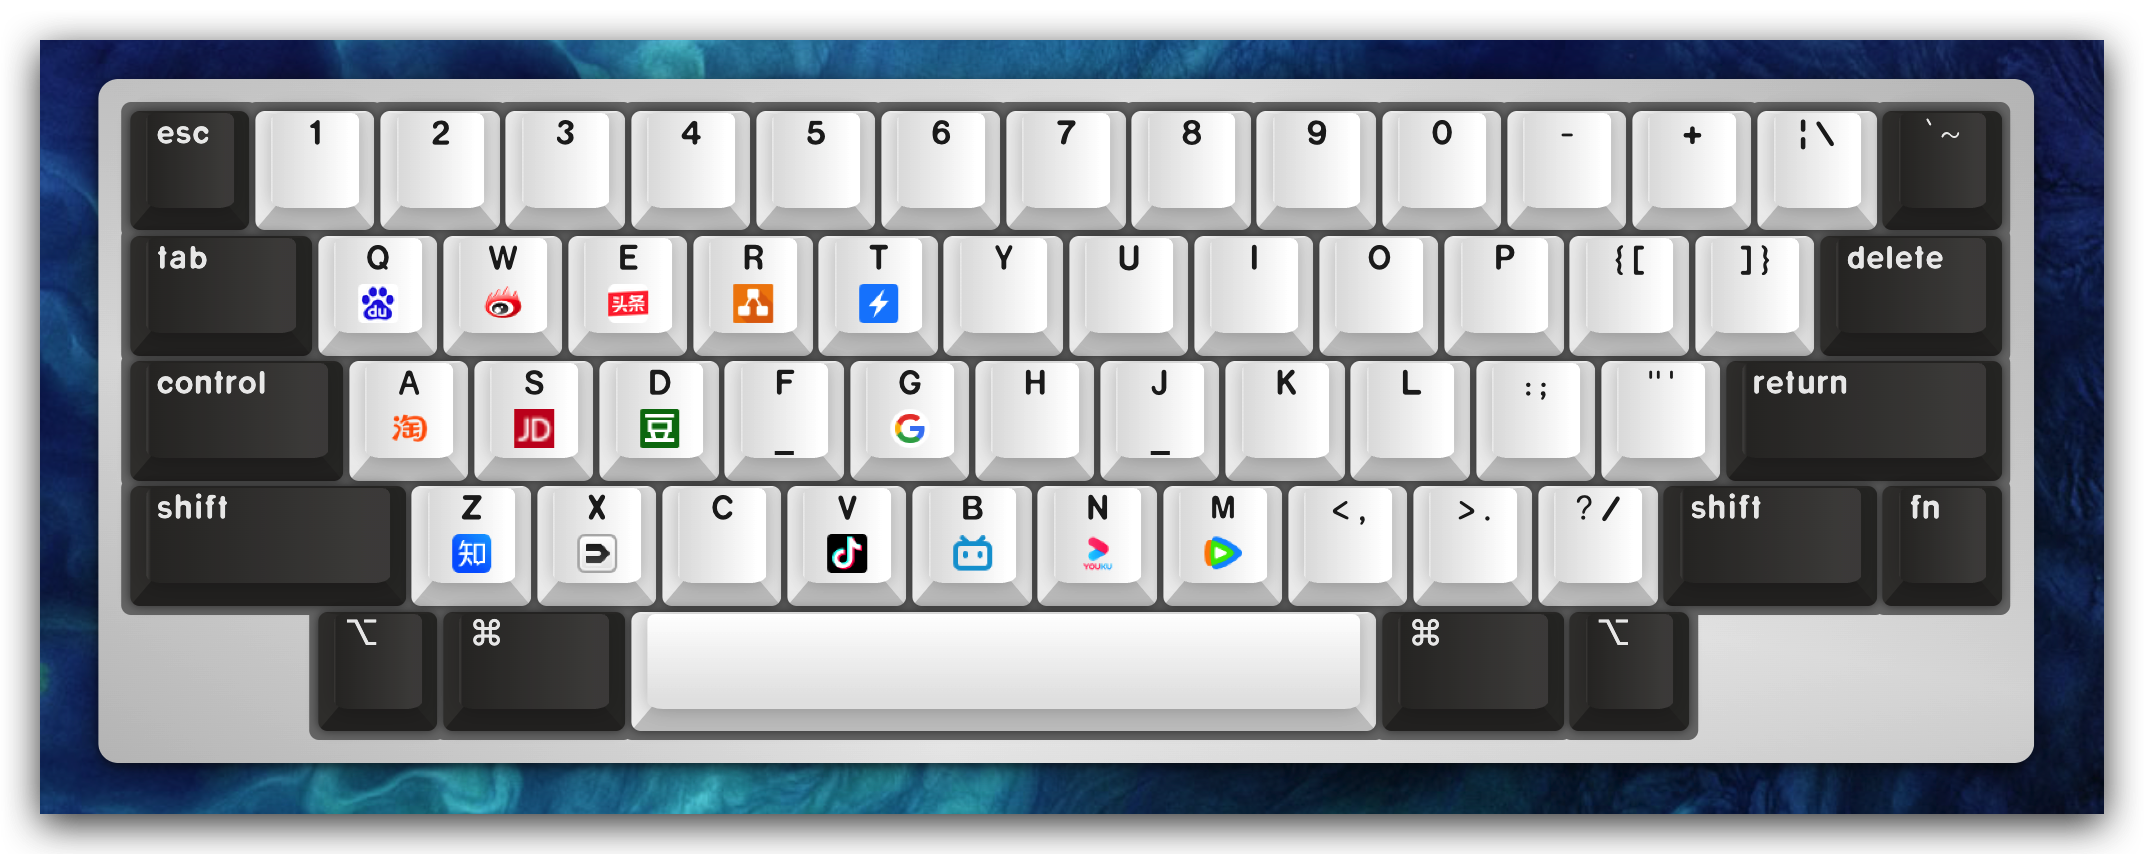 esc 1 2 3 4 5 6 7 8 9 0 - + ¦ \ ` ~
tab Q W E R T Y U I O P { [ ] } delete
du 头条
control A S D F G H J K L : ; " ' return
淘 JD 豆 G
_ _
shift Z X C V B N M < , > . ? / shift fn
知
YOUKU
⌥ ⌘ ⌘ ⌥